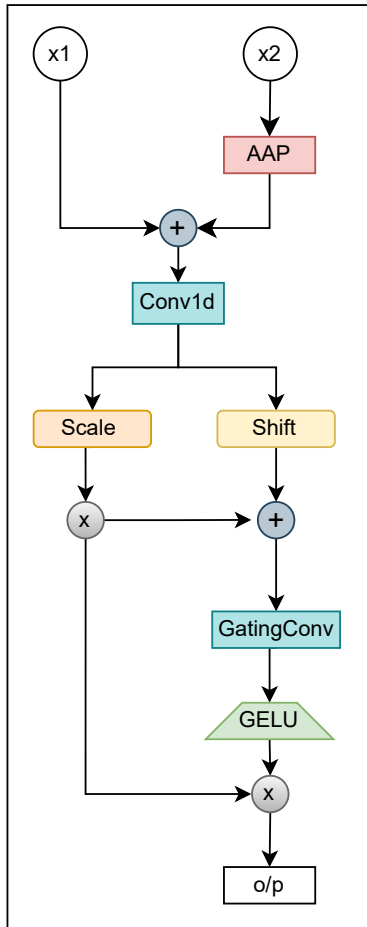 x1
x2
AAP
+
Conv1d
Scale
Shift
x
+
GatingConv
GELU
x
o/p